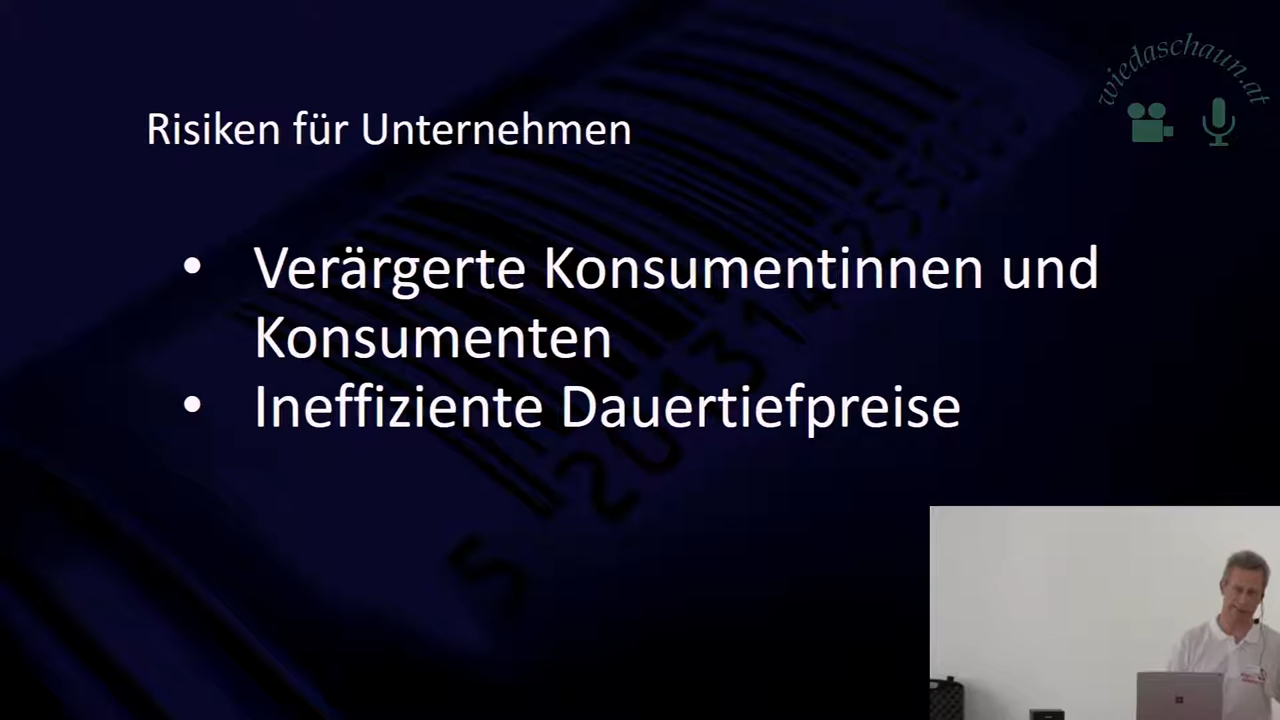 wiedaschaun.at
Risiken für Unternehmen
• Verärgerte Konsumentinnen und
Konsumenten
• Ineffiziente Dauertiefpreise